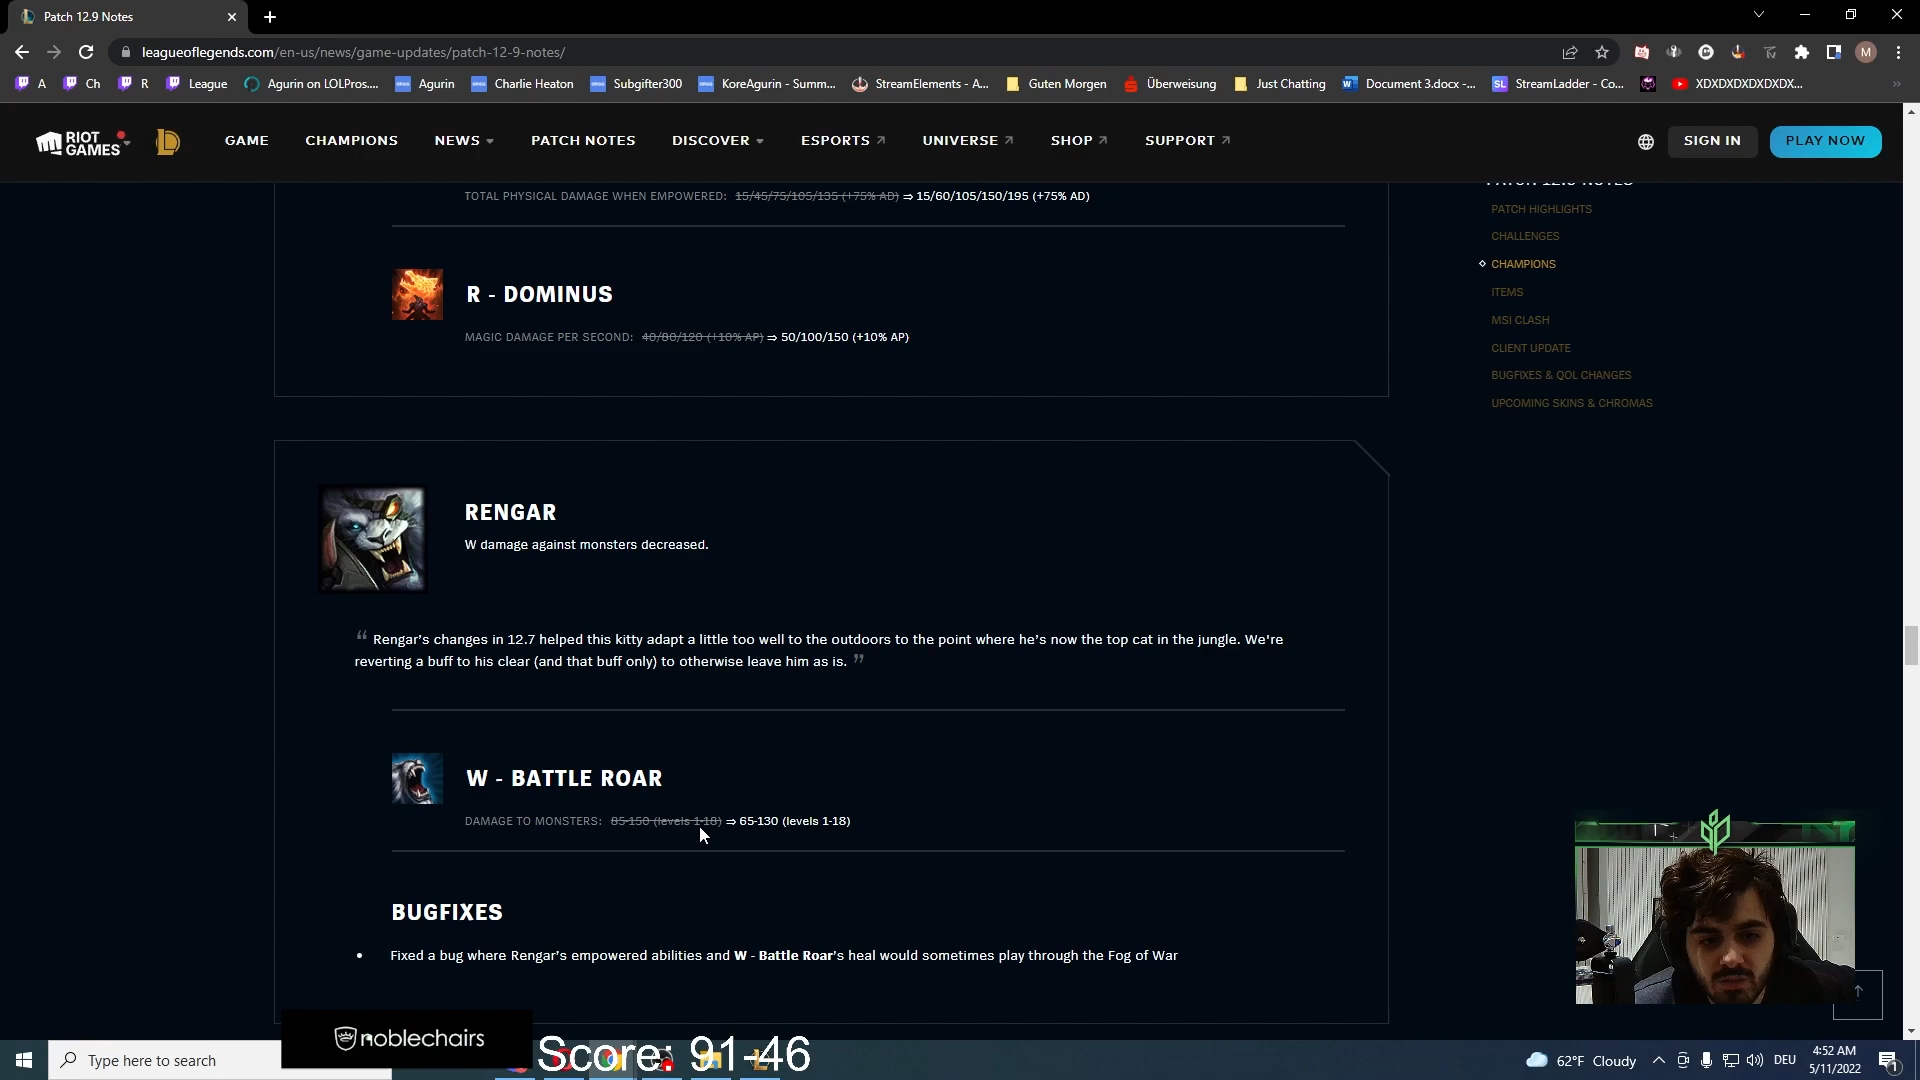 Patch 12.9 Notes
leagueoflegends.com/en-us/news/game-updates/patch-12-9-notes/
M
A
Ch
R
League
Agurin on LOLPros....
Agurin
Charlie Heaton
Subgifter300
KoreAgurin - Summ...
StreamElements - A...
Guten Morgen
Überweisung
Just Chatting
Document 3.docx -...
StreamLadder - Co...
XDXDXDXDXDXDX...
RIOT GAMES
GAME
CHAMPIONS
NEWS
PATCH NOTES
DISCOVER
ESPORTS
UNIVERSE
SHOP
SUPPORT
SIGN IN
PLAY NOW
TOTAL PHYSICAL DAMAGE WHEN EMPOWERED: 15/45/75/105/135 (+75% AD) ⇒ 15/60/105/150/195 (+75% AD)
R - DOMINUS
MAGIC DAMAGE PER SECOND: 40/80/120 (+10% AP) ⇒ 50/100/150 (+10% AP)
RENGAR
W damage against monsters decreased.
“ Rengar's changes in 12.7 helped this kitty adapt a little too well to the outdoors to the point where he's now the top cat in the jungle. We're
reverting a buff to his clear (and that buff only) to otherwise leave him as is. ”
W - BATTLE ROAR
DAMAGE TO MONSTERS: 85-150 (levels 1-18) ⇒ 65-130 (levels 1-18)
BUGFIXES
• Fixed a bug where Rengar's empowered abilities and W - Battle Roar's heal would sometimes play through the Fog of War
PATCH 12.9 NOTES
PATCH HIGHLIGHTS
CHALLENGES
CHAMPIONS
ITEMS
MSI CLASH
CLIENT UPDATE
BUGFIXES & QOL CHANGES
UPCOMING SKINS & CHROMAS
noblechairs
Score: 91-46
Type here to search
62°F Cloudy
DEU
4:52 AM
5/11/2022
1